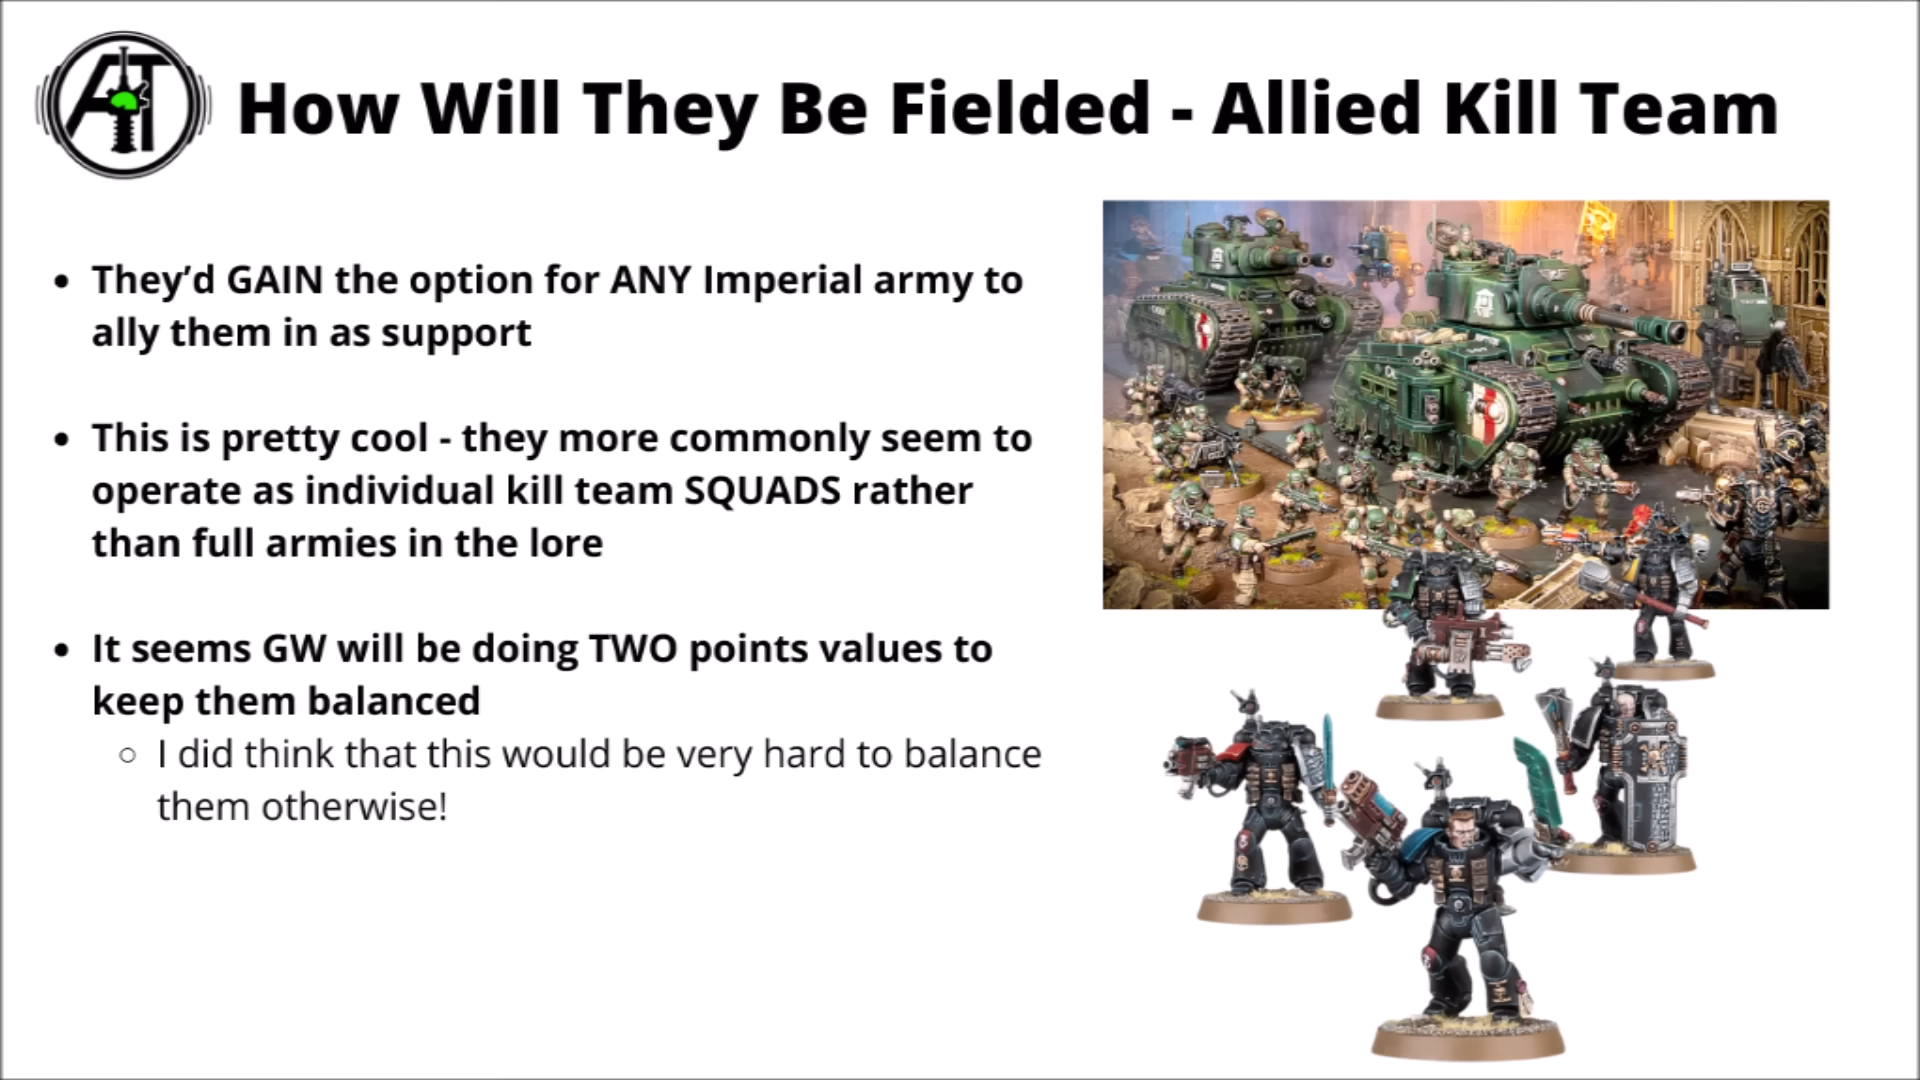 AT
How Will They Be Fielded - Allied Kill Team
• They’d GAIN the option for ANY Imperial army to
ally them in as support
• This is pretty cool - they more commonly seem to
operate as individual kill team SQUADS rather
than full armies in the lore
• It seems GW will be doing TWO points values to
keep them balanced
○ I did think that this would be very hard to balance
them otherwise!